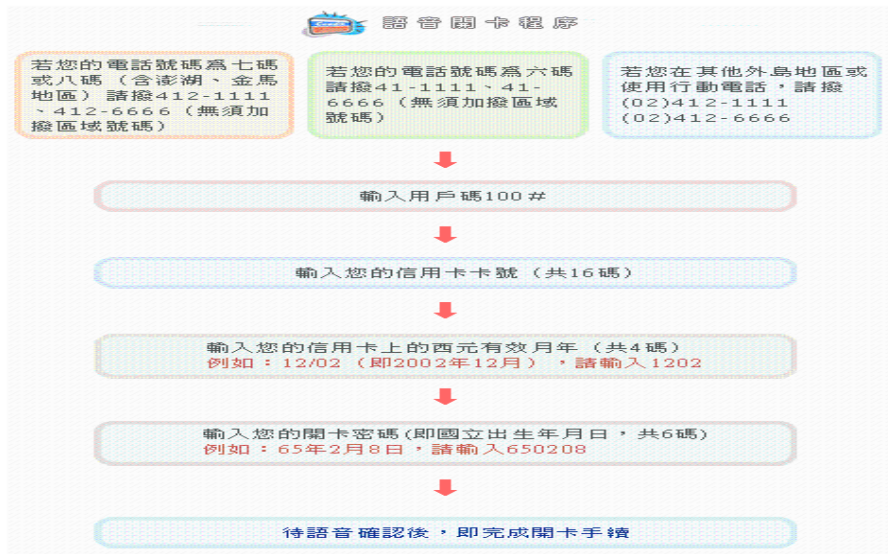 語音開卡程序
若您的電話號碼為七碼
或八碼（含澎湖、金馬
地區）請撥412-1111
、412-6666（無須加
撥區域號碼）
若您的電話號碼為六碼
請撥41-1111、41-
6666（無須加撥區域
號碼）
若您在其他外島地區或
使用行動電話，請撥
(02)412-1111
(02)412-6666
輸入用戶碼100#
輸入您的信用卡卡號（共16碼）
輸入您的信用卡上的西元有效月年（共4碼）
例如：12/02（即2002年12月），請輸入1202
輸入您的開卡密碼(即國立出生年月日，共6碼)
例如：65年2月8日，請輸入650208
待語音確認後，即完成開卡手續